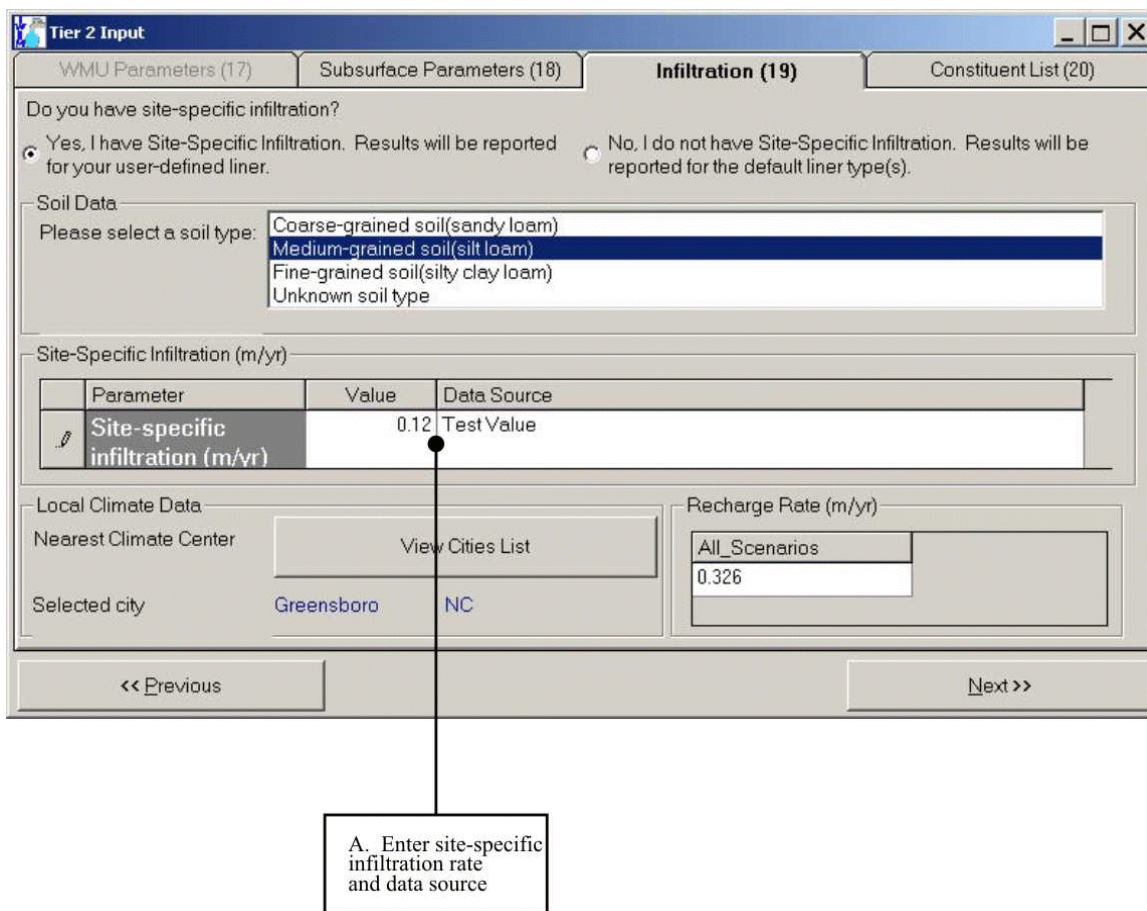 Tier 2 Input
WMU Parameters (17)
Subsurface Parameters (18)
Infiltration (19)
Constituent List (20)
Do you have site-specific infiltration?
Yes, I have Site-Specific Infiltration. Results will be reported
for your user-defined liner.
No, I do not have Site-Specific Infiltration. Results will be
reported for the default liner type(s).
Soil Data
Please select a soil type:
Coarse-grained soil(sandy loam)
Medium-grained soil(silt loam)
Fine-grained soil(silty clay loam)
Unknown soil type
Site-Specific Infiltration (m/yr)
Parameter Value Data Source
Site-specific
infiltration (m/yr)
0.12 Test Value
Local Climate Data
Nearest Climate Center
View Cities List
Selected city Greensboro NC
Recharge Rate (m/yr)
All_Scenarios
0.326
<< Previous
Next >>
A. Enter site-specific
infiltration rate
and data source